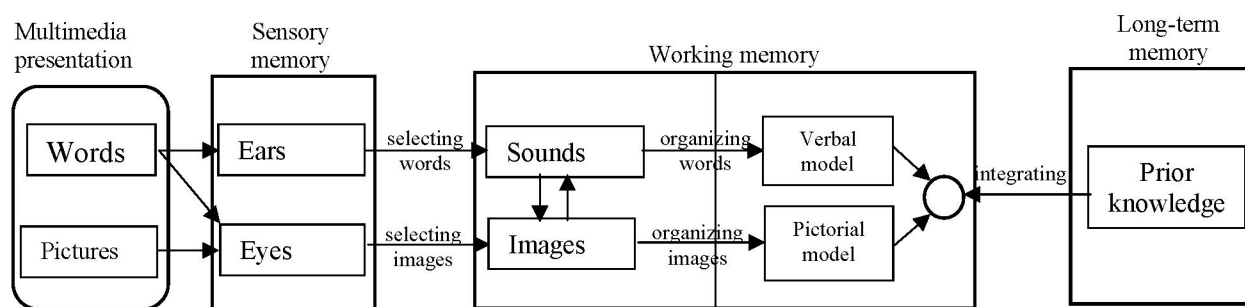 Multimedia
presentation
Words
Pictures
Sensory
memory
Ears
Eyes
selecting
words
selecting
images
Working memory
Sounds
Images
organizing
words
organizing
images
Verbal
model
Pictorial
model
integrating
Long-term
memory
Prior
knowledge